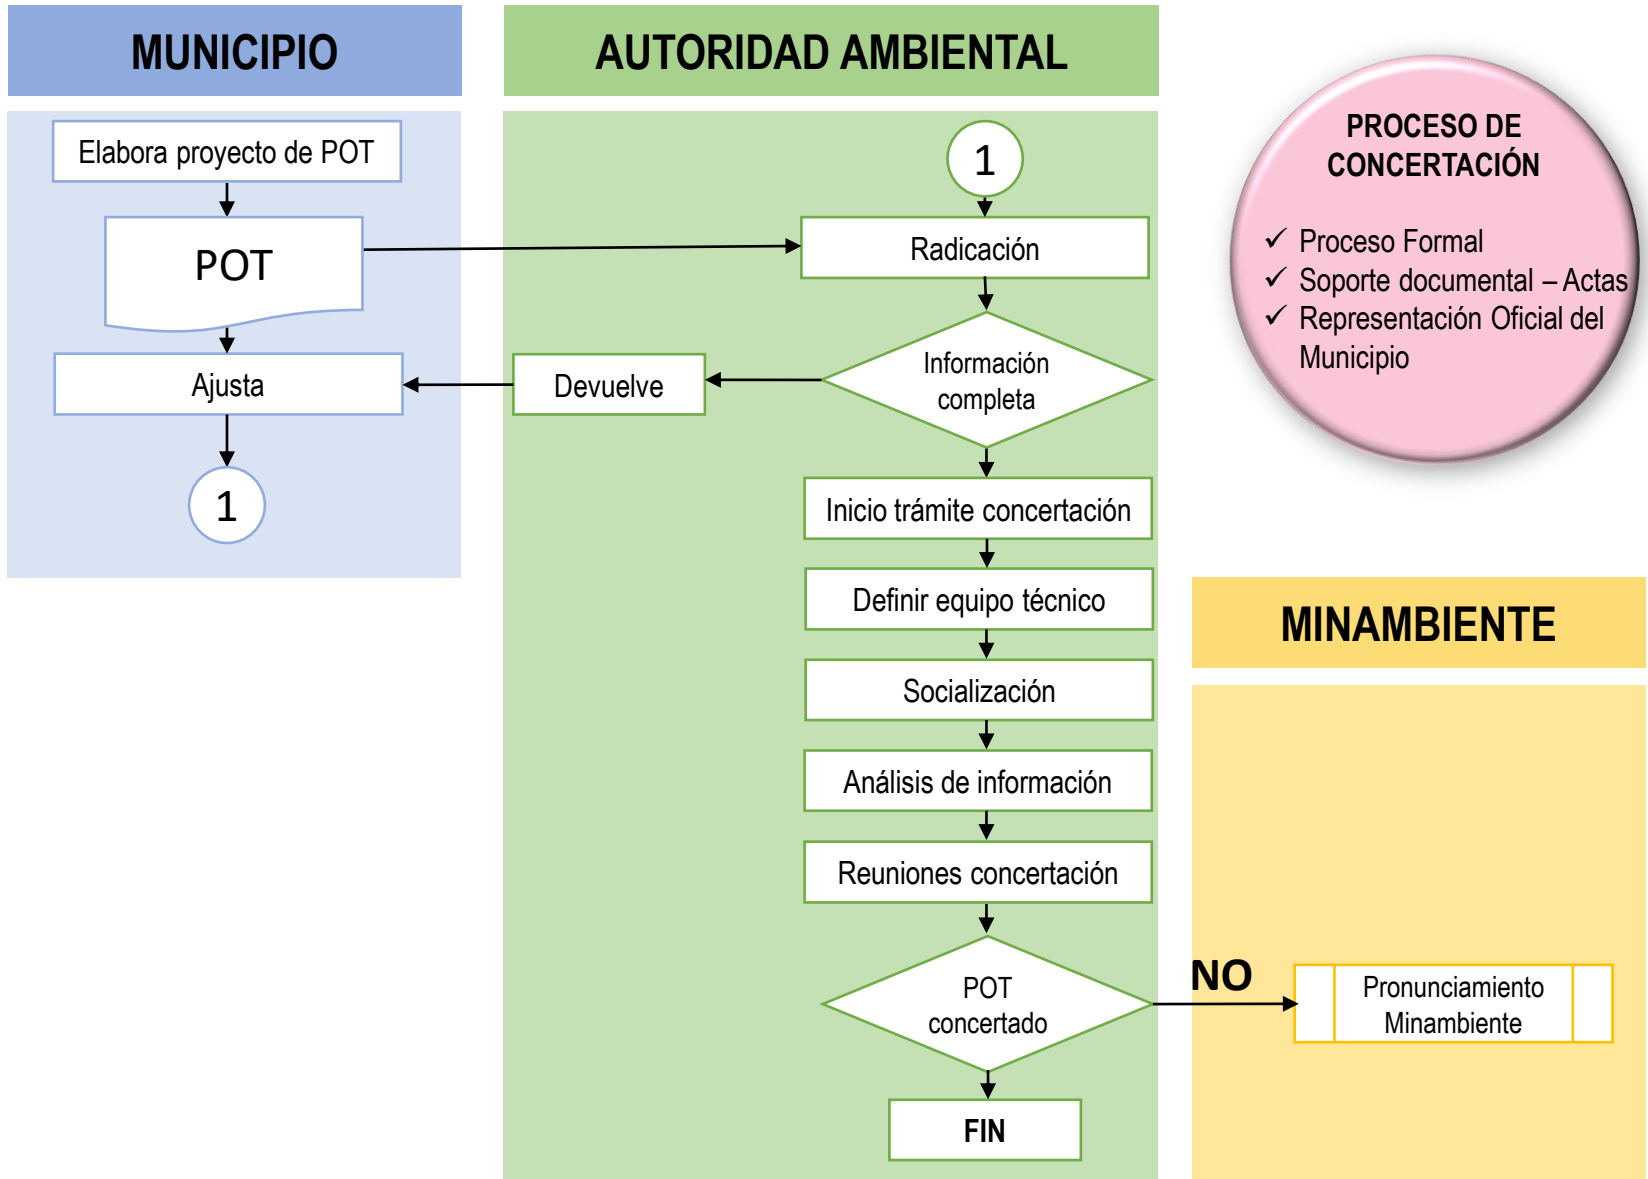 MUNICIPIO
Elabora proyecto de POT
POT
Ajusta
1
AUTORIDAD AMBIENTAL
1
Radicación
Información
completa
Devuelve
Inicio trámite concertación
Definir equipo técnico
Socialización
Análisis de información
Reuniones concertación
POT
concertado
NO
FIN
PROCESO DE
CONCERTACIÓN
✓ Proceso Formal
✓ Soporte documental – Actas
✓ Representación Oficial del
Municipio
MINAMBIENTE
Pronunciamiento
Minambiente